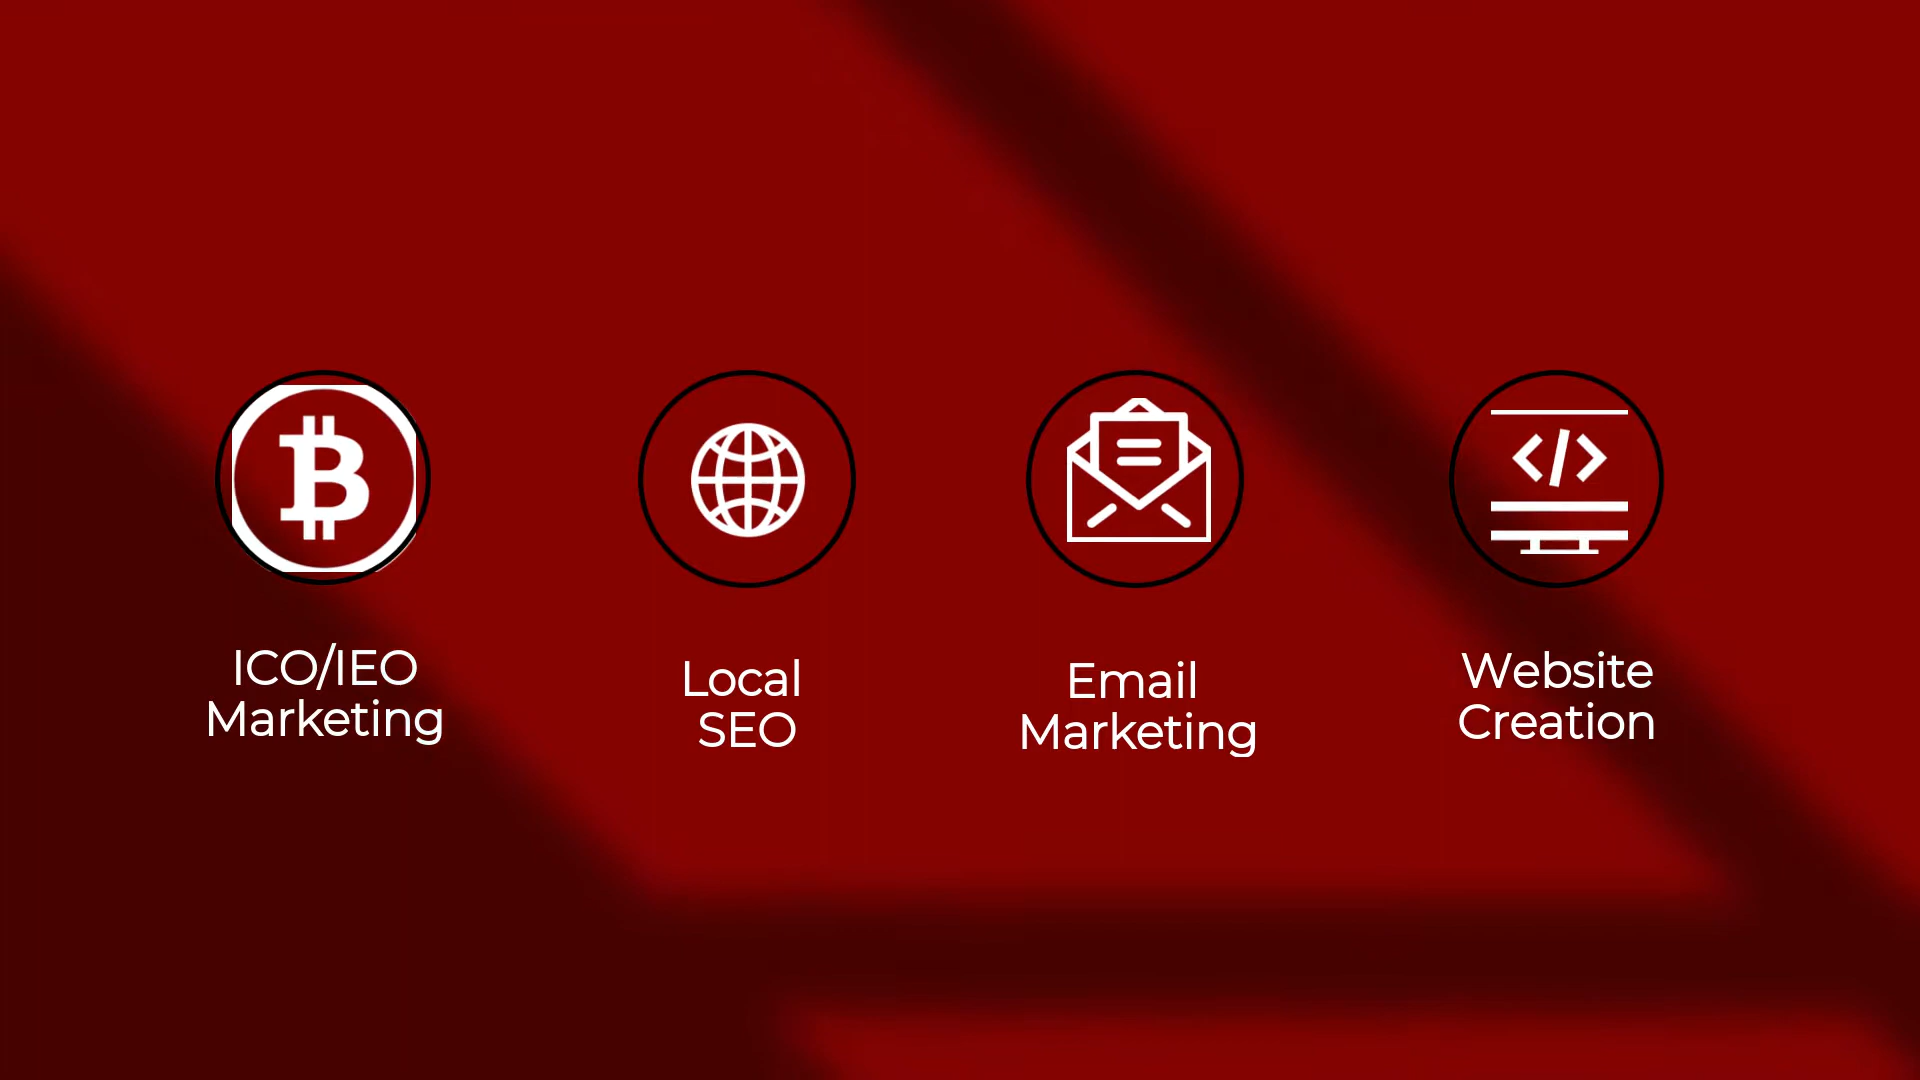 ICO/IEO
Marketing
Local
SEO
Email
Marketing
Website
Creation